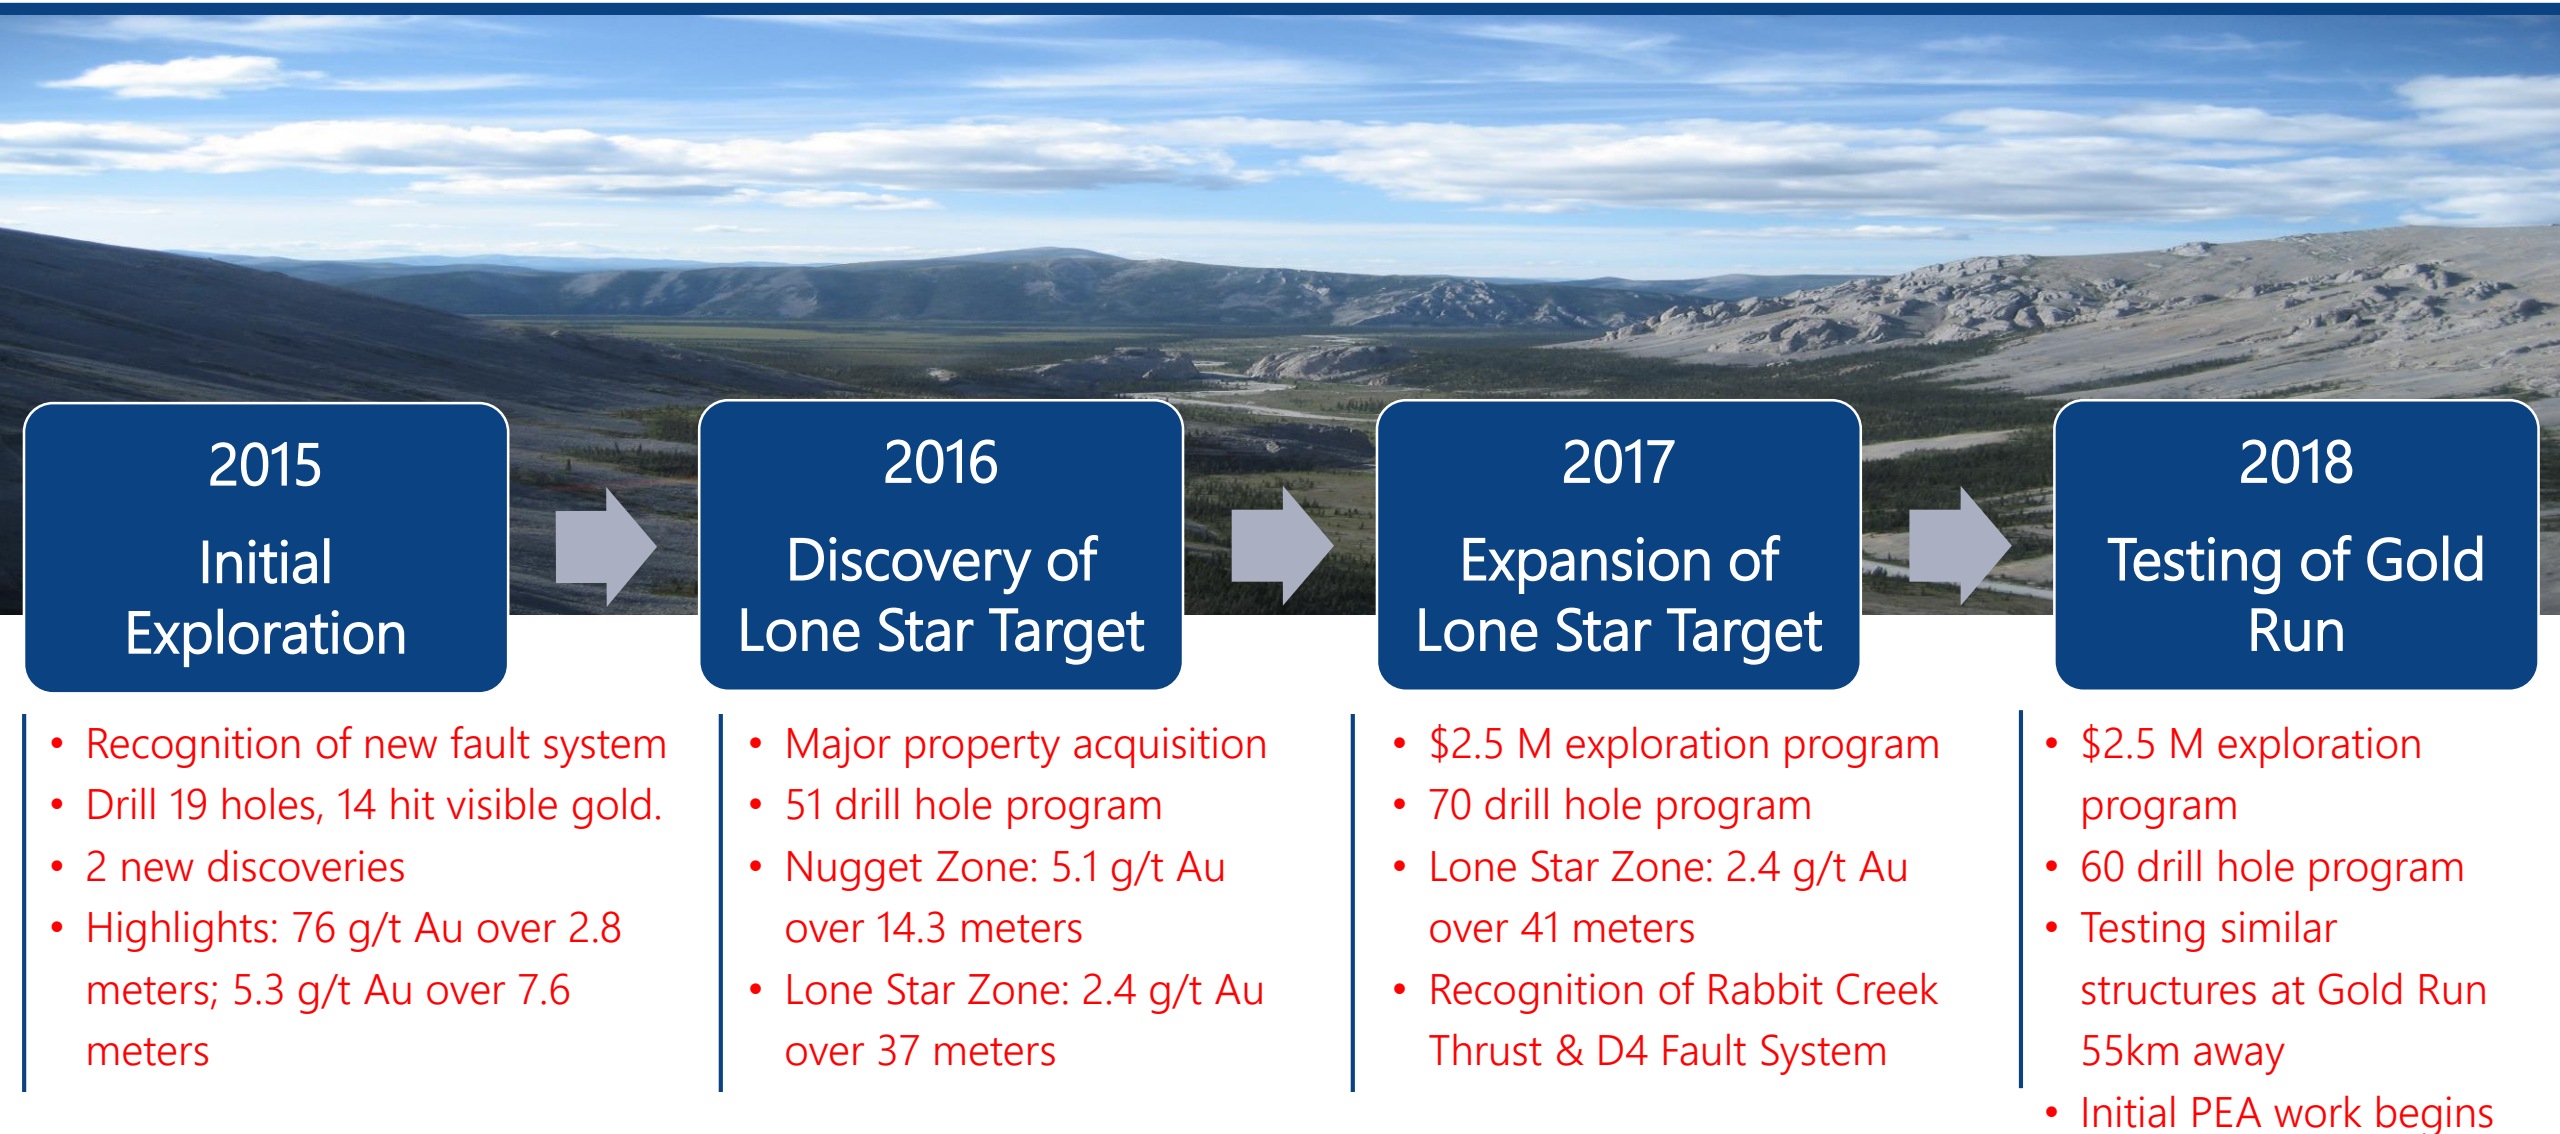 2015
Initial
Exploration
2016
Discovery of
Lone Star Target
2017
Expansion of
Lone Star Target
2018
Testing of Gold
Run
• Recognition of new fault system
• Drill 19 holes, 14 hit visible gold.
• 2 new discoveries
• Highlights: 76 g/t Au over 2.8
meters; 5.3 g/t Au over 7.6
meters
• Major property acquisition
• 51 drill hole program
• Nugget Zone: 5.1 g/t Au
over 14.3 meters
• Lone Star Zone: 2.4 g/t Au
over 37 meters
• $2.5 M exploration program
• 70 drill hole program
• Lone Star Zone: 2.4 g/t Au
over 41 meters
• Recognition of Rabbit Creek
Thrust & D4 Fault System
• $2.5 M exploration
program
• 60 drill hole program
• Testing similar
structures at Gold Run
55km away
• Initial PEA work begins